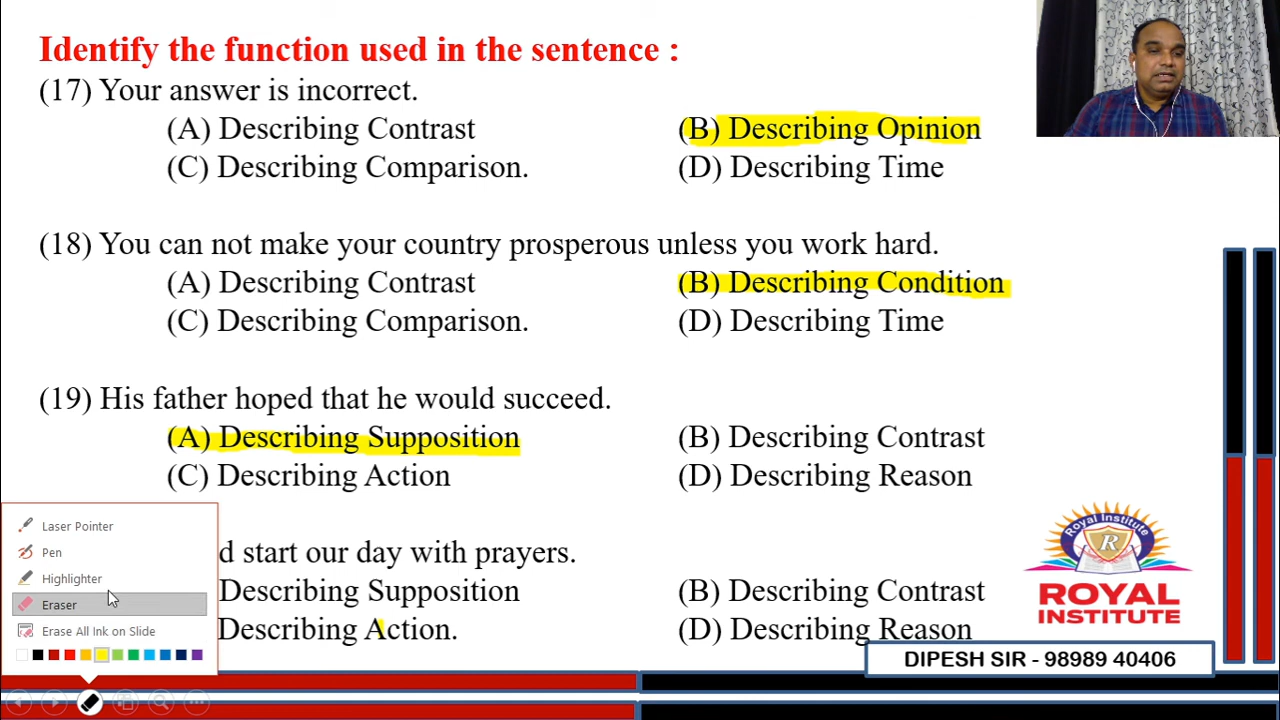 Identify the function used in the sentence :
(17) Your answer is incorrect.
(A) Describing Contrast (B) Describing Opinion
(C) Describing Comparison. (D) Describing Time
(18) You can not make your country prosperous unless you work hard.
(A) Describing Contrast (B) Describing Condition
(C) Describing Comparison. (D) Describing Time
(19) His father hoped that he would succeed.
(A) Describing Supposition (B) Describing Contrast
(C) Describing Action (D) Describing Reason
d start our day with prayers.
Describing Supposition (B) Describing Contrast
Describing Action. (D) Describing Reason
Laser Pointer
Pen
Highlighter
Eraser
Erase All Ink on Slide
Royal Institute
R
ROYAL
INSTITUTE
DIPESH SIR - 98989 40406